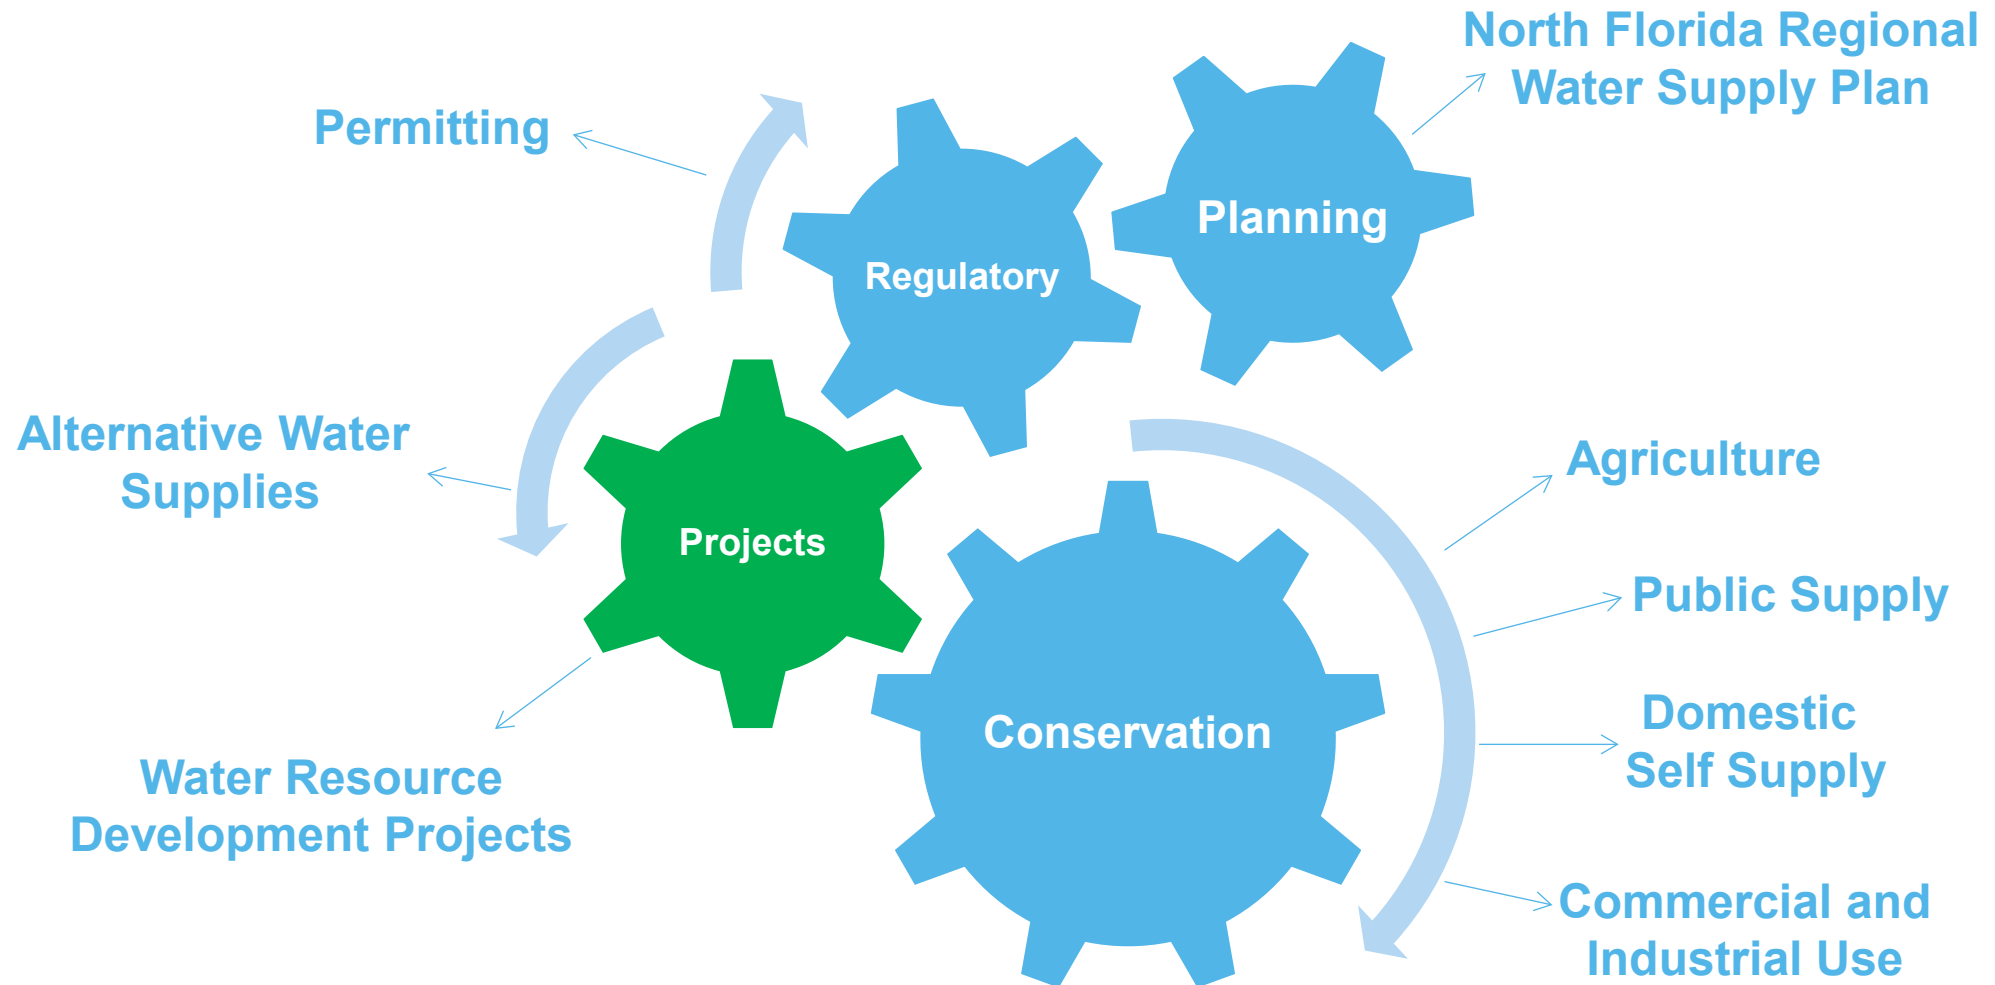 North Florida Regional
Water Supply Plan
Permitting
Planning
Regulatory
Alternative Water
Supplies
Agriculture
Projects
Public Supply
Conservation
Domestic
Self Supply
Water Resource
Development Projects
Commercial and
Industrial Use